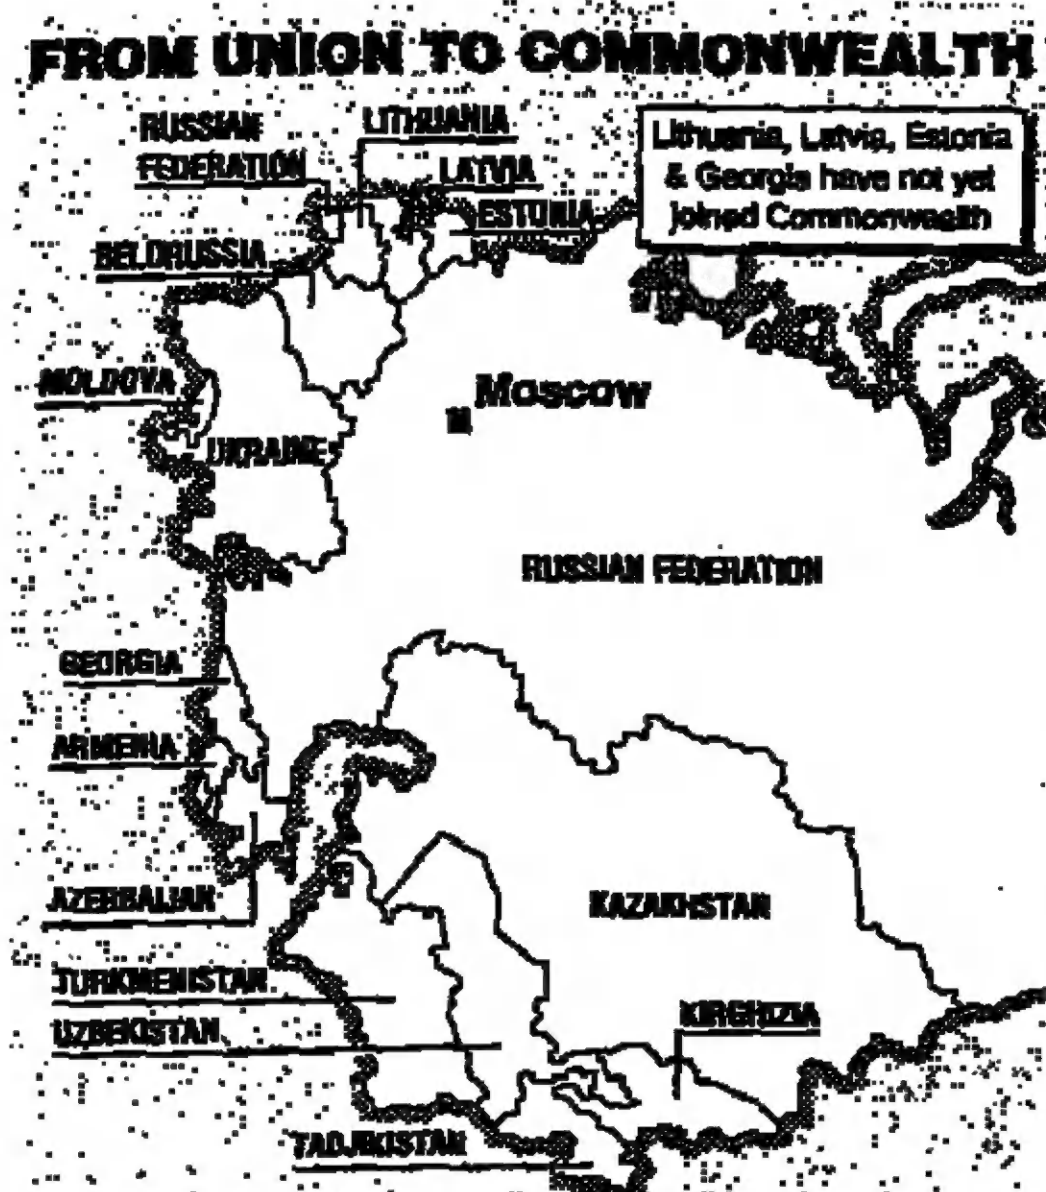 FROM UNION TO COMMONWEALTH
RUSSIAN
FEDERATION
LITHUANIA
LATVIA
ESTONIA
Lithuania, Latvia, Estonia
& Georgia have not yet
joined Commonwealth
BELORUSSIA
MOLDOVA
MOSCOW
UKRAINE
RUSSIAN FEDERATION
GEORGIA
ARMENIA
AZERBAIJAN
KAZAKHSTAN
TURKMENISTAN
UZBEKISTAN
KIRGHIZIA
TADJIKISTAN